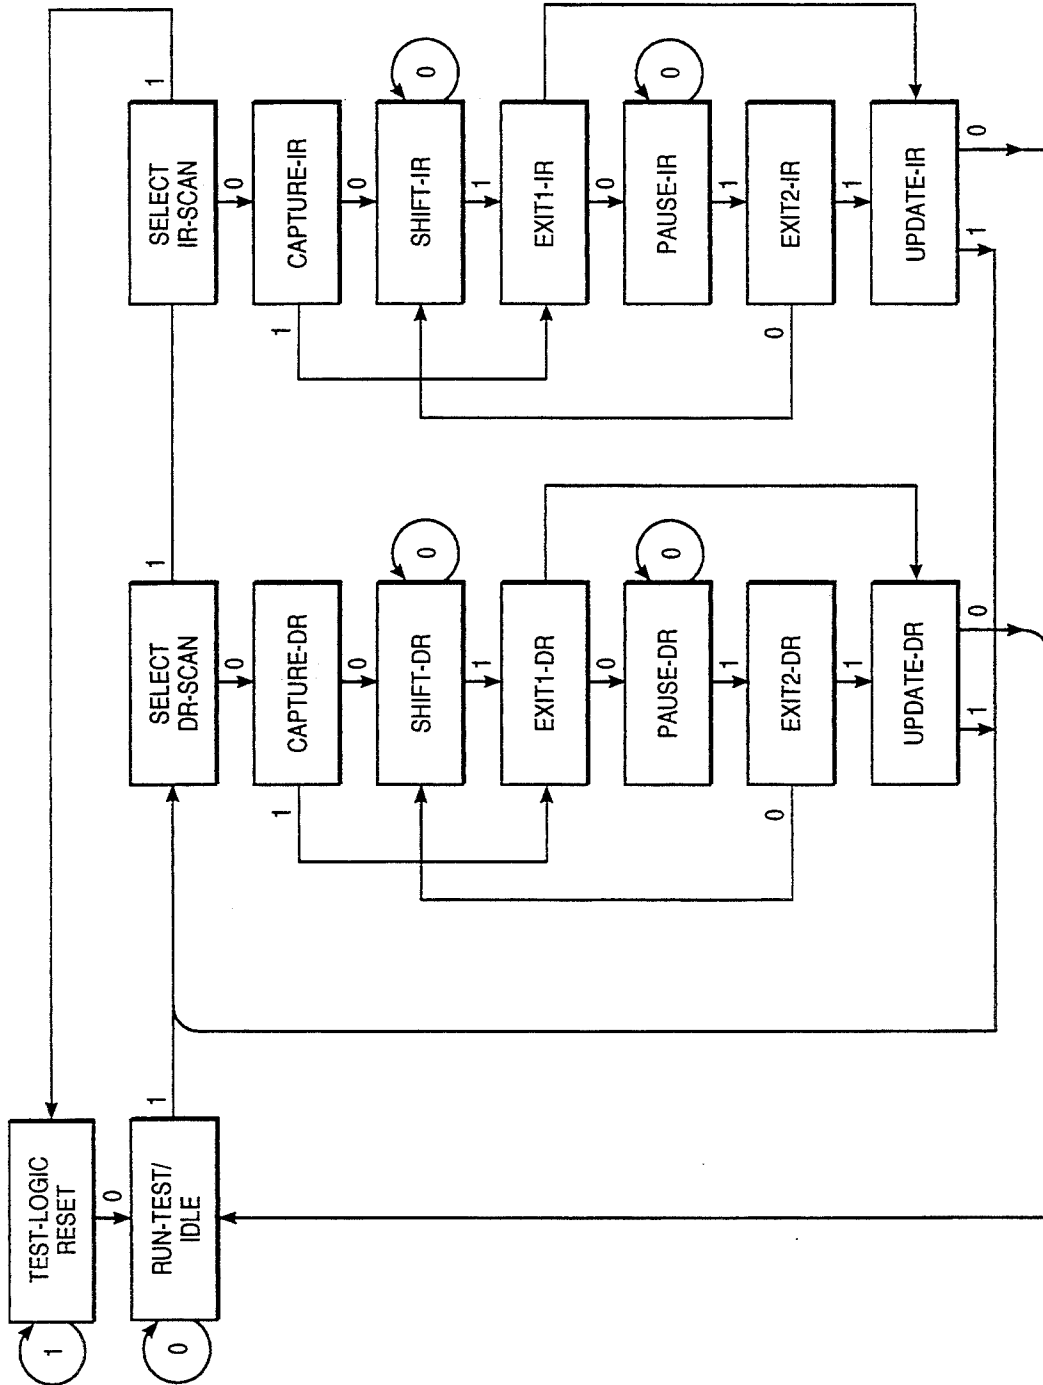 1
TEST-LOGIC
RESET
0
0
RUN-TEST/
IDLE
1
SELECT
DR-SCAN
1
SELECT
IR-SCAN
1
0
0
1
CAPTURE-DR
1
CAPTURE-IR
0
0
SHIFT-DR
0
SHIFT-IR
0
1
1
EXIT1-DR
EXIT1-IR
0
0
PAUSE-DR
0
PAUSE-IR
0
1
1
0
EXIT2-DR
0
EXIT2-IR
1
1
UPDATE-DR
UPDATE-IR
1
0
1
0